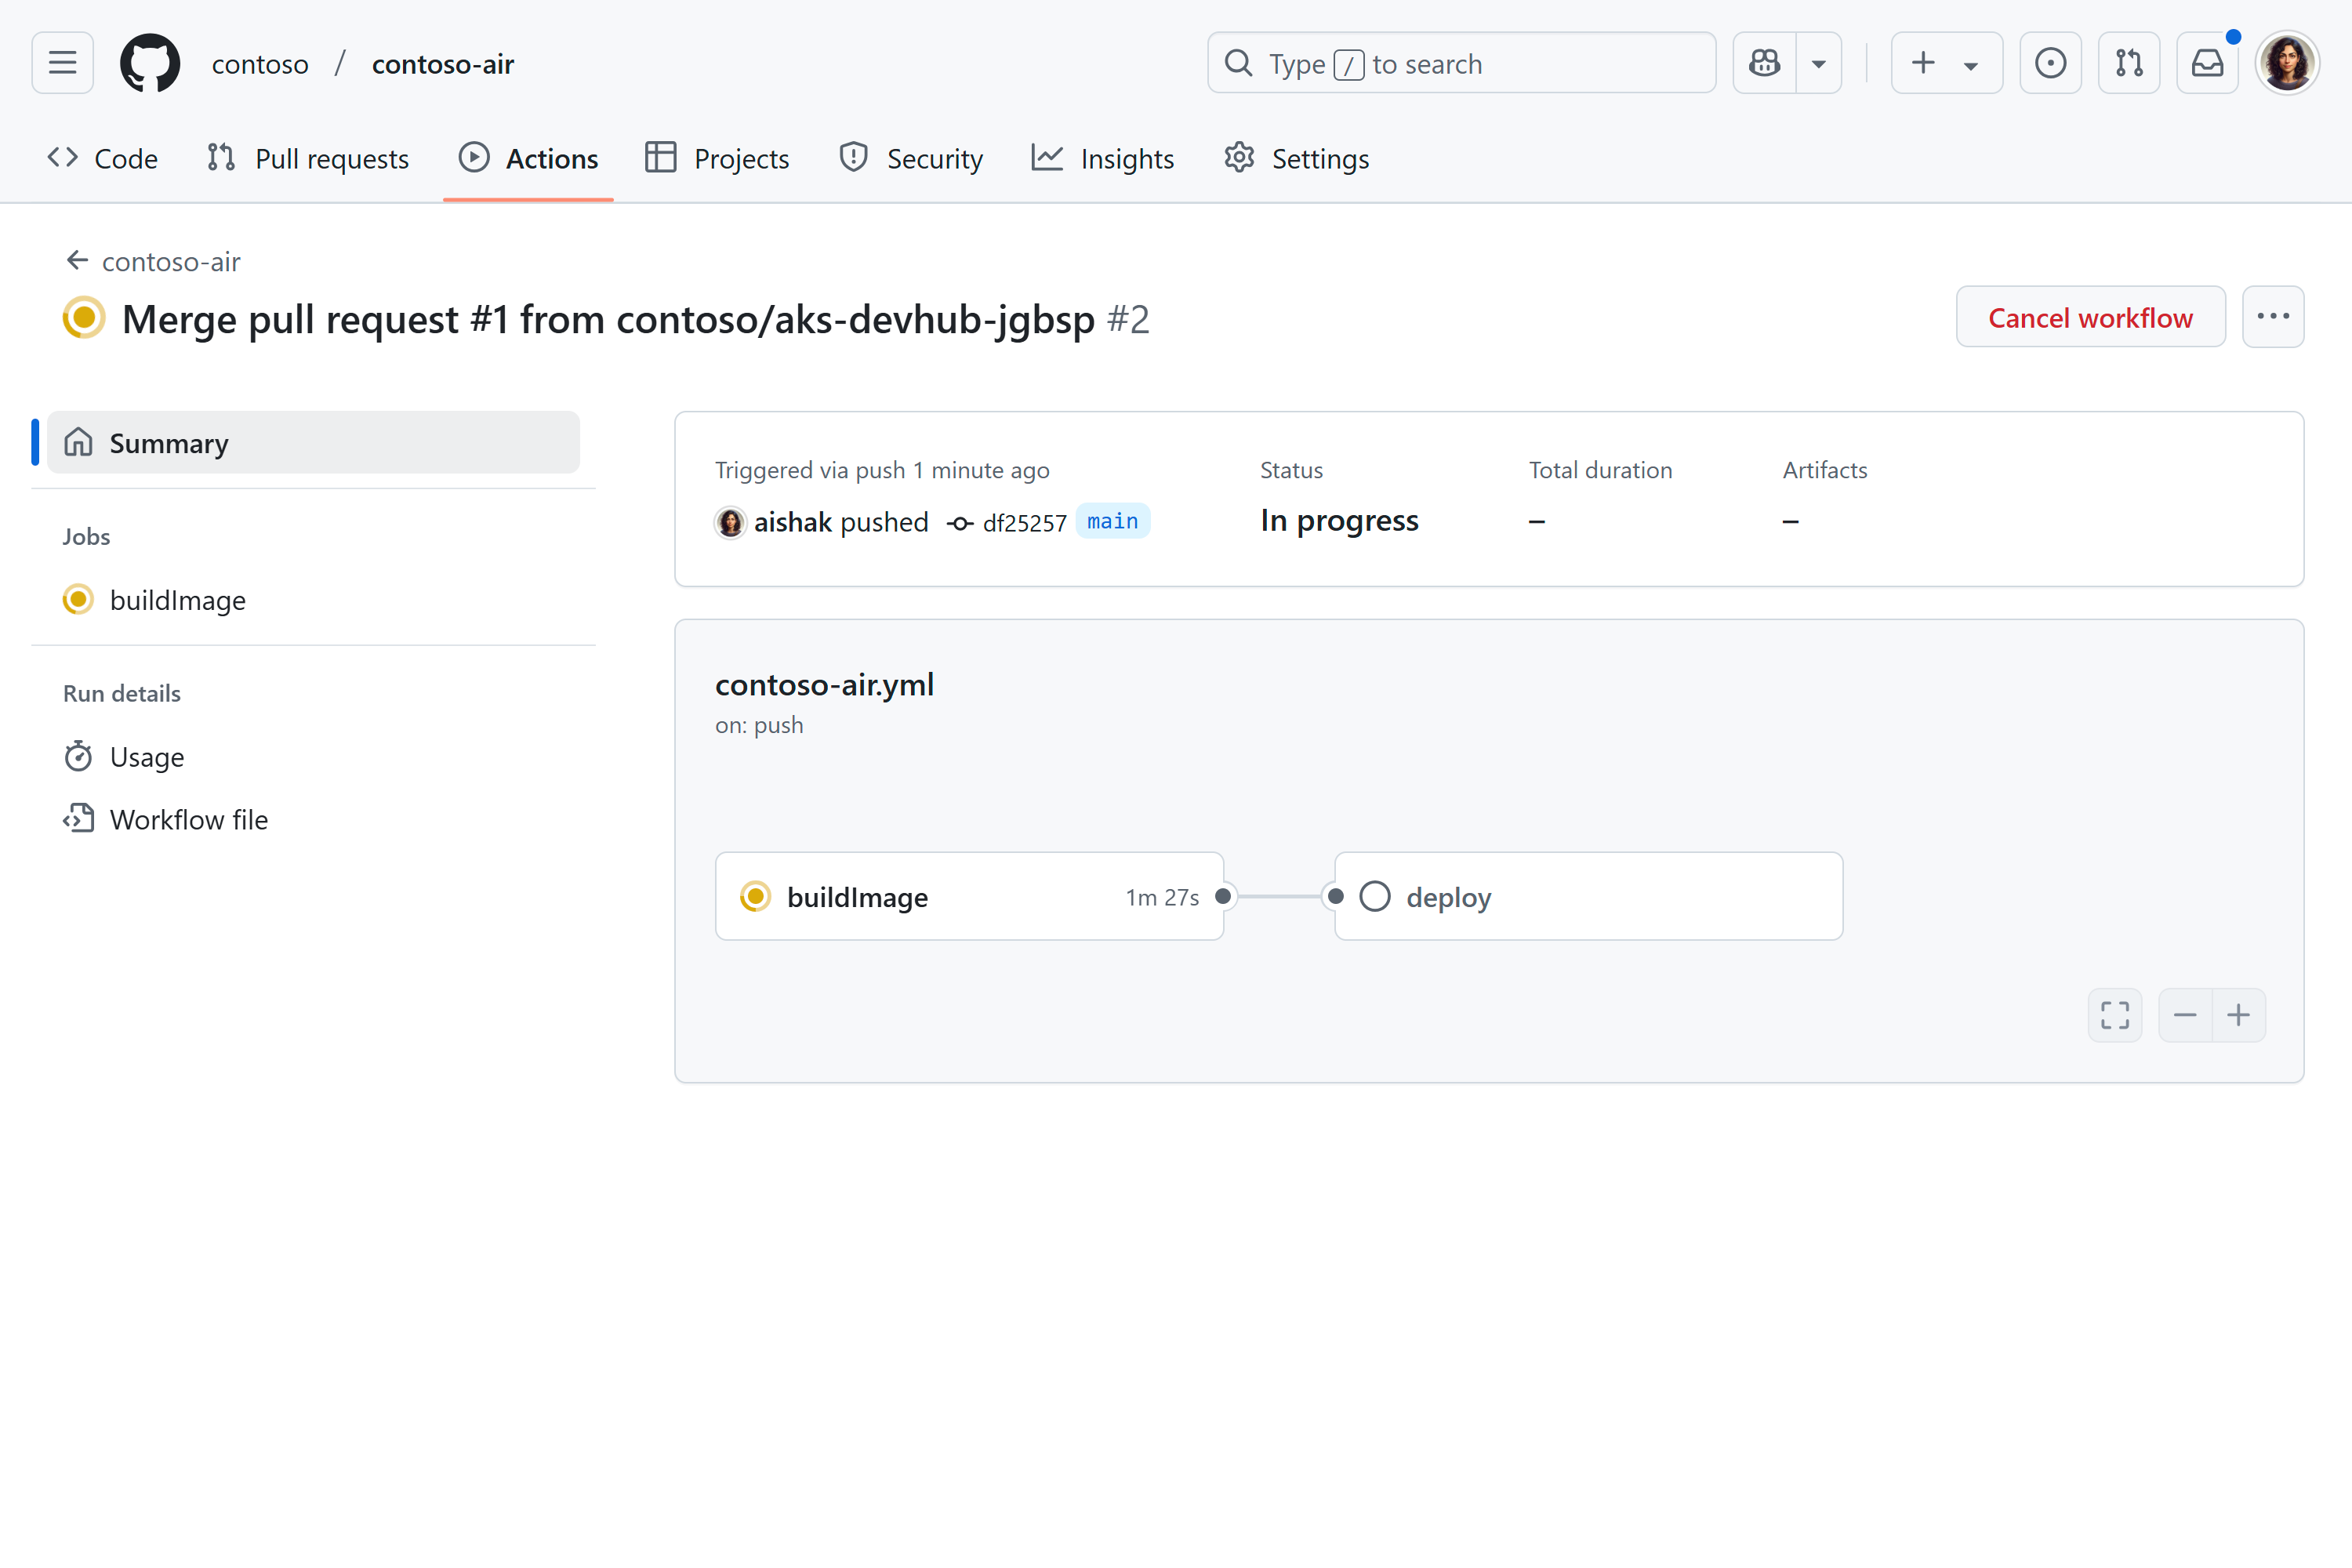 contoso / contoso-air
Type / to search
Code Pull requests Actions Projects Security Insights Settings
contoso-air
Merge pull request #1 from contoso/aks-devhub-jgbsp #2
Cancel workflow
Summary
Jobs
buildImage
Run details
Usage
Workflow file
Triggered via push 1 minute ago
aishak pushed df25257 main
Status
In progress
Total duration
–
Artifacts
–
contoso-air.yml
on: push
buildImage 1m 27s
deploy